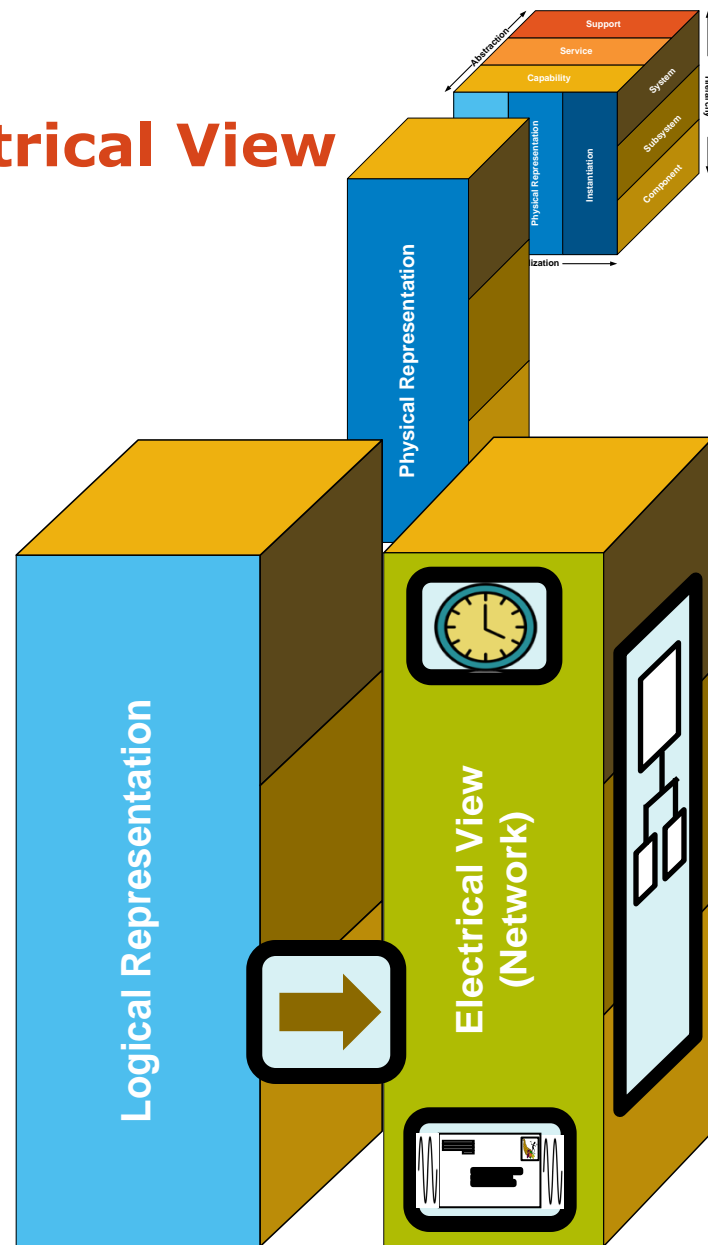 trical View
Abstraction
Support
Service
Capability
System
Subsystem
Component
Physical Representation
Instantiation
lization
Physical Representation
Logical Representation
Electrical View
(Network)